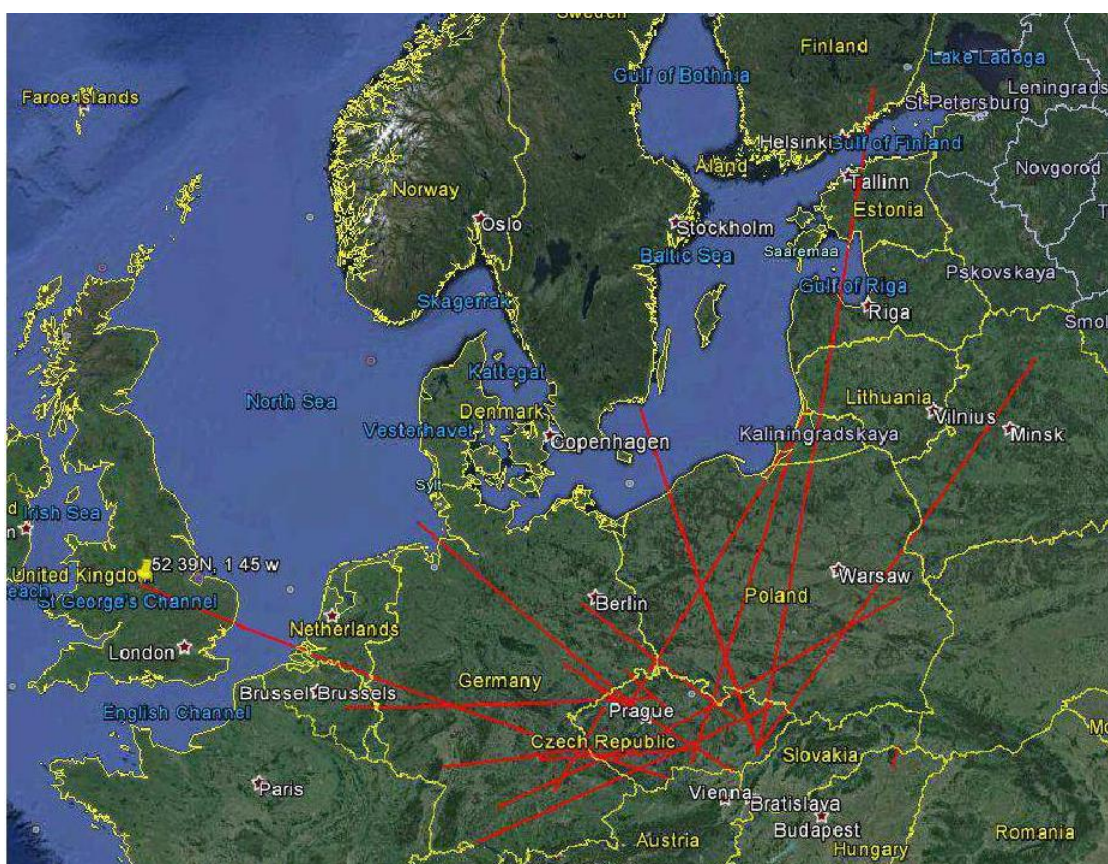 Sweden
Finland
Lake Ladoga
Gulf of Bothnia
Leningrads
Faroe Islands
St Petersburg
Helsinki
Gulf of Finland
Åland
Novgorod
Tallinn
Norway
Estonia
Oslo
Stockholm
Saaremaa
Baltic Sea
Pskovskaya
Gulf of Riga
Skagerrak
Riga
Smol
Kattegat
North Sea
Lithuania
Denmark
Vilnius
Vesterhavet
Minsk
Copenhagen
Kaliningradskaya
Sylt
Irish Sea
52 39N, 1 45 w
United Kingdom
Warsaw
each
St George's Channel
Berlin
Poland
Netherlands
London
Germany
Brussel
Brussels
English Channel
Prague
Czech Republic
Slovakia
Mo
Paris
Vienna
Bratislava
Budapest
Austria
Hungary
Romania